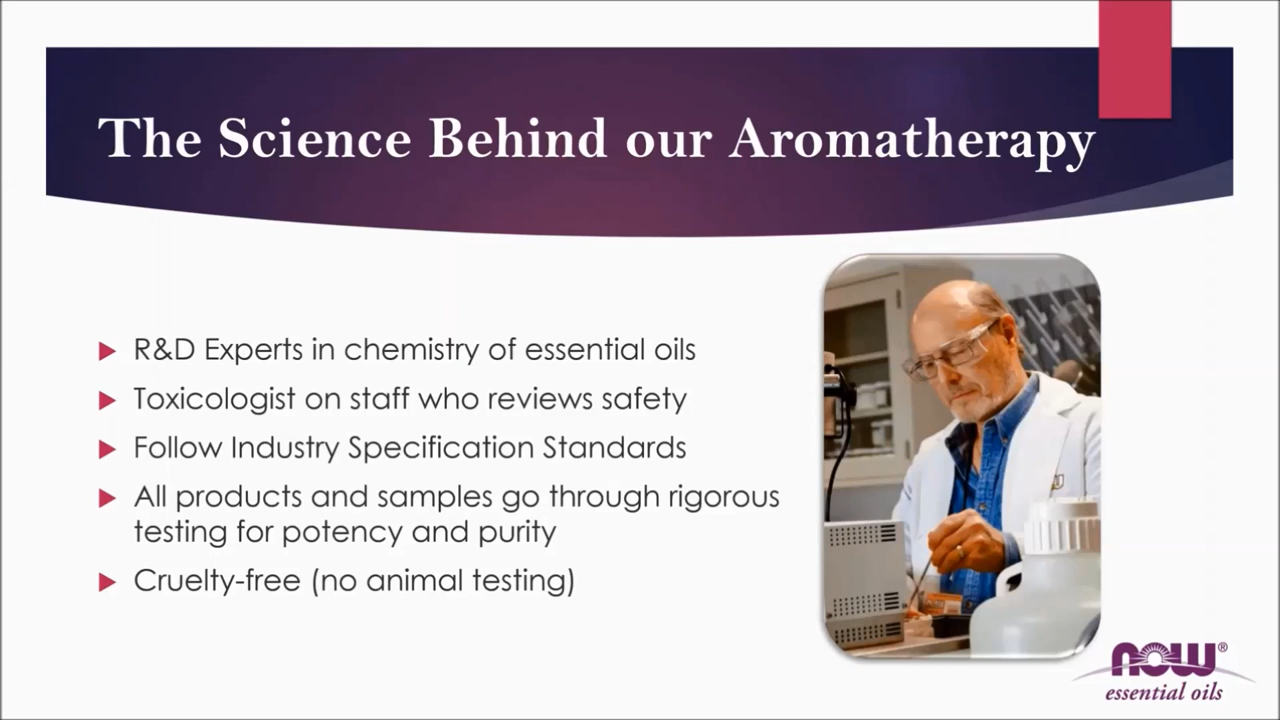 The Science Behind our Aromatherapy
R&D Experts in chemistry of essential oils
Toxicologist on staff who reviews safety
Follow Industry Specification Standards
All products and samples go through rigorous
testing for potency and purity
Cruelty-free (no animal testing)
NOW®
essential oils